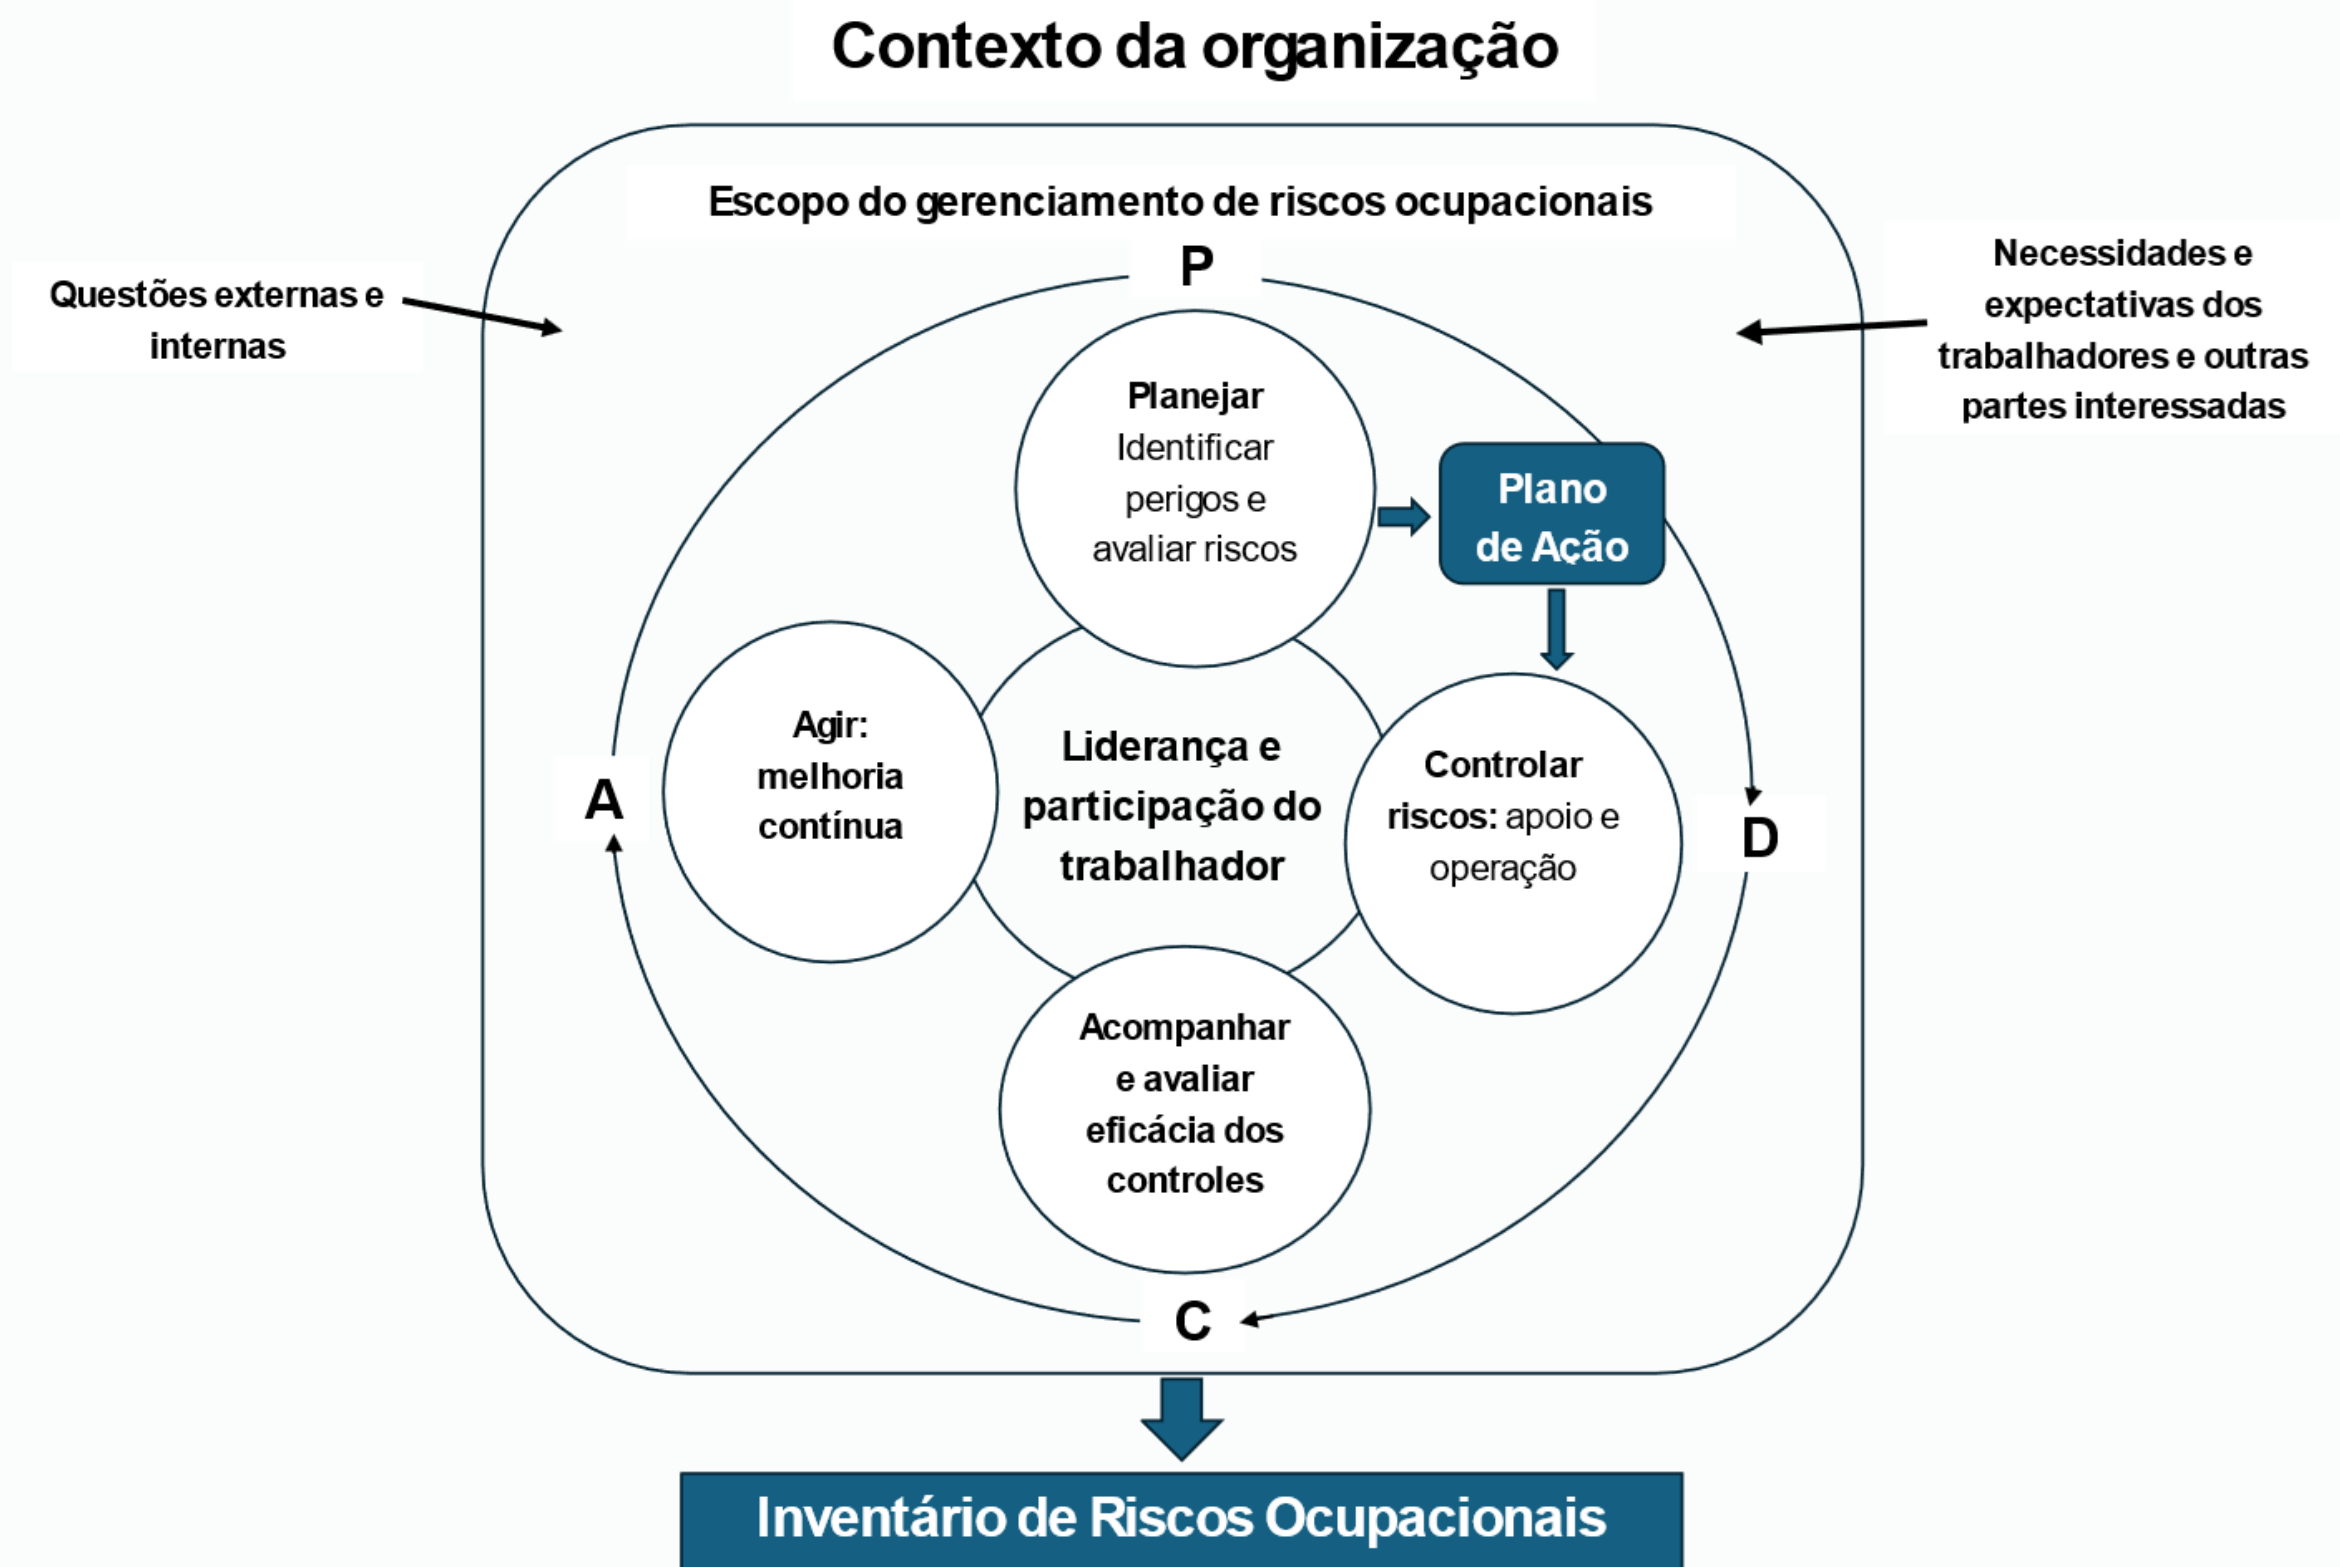 Contexto da organização
Escopo do gerenciamento de riscos ocupacionais
P
Questões externas e
internas
Necessidades e
expectativas dos
trabalhadores e outras
partes interessadas
Planejar
Identificar
perigos e
avaliar riscos
Plano
de Ação
Agir:
melhoria
contínua
A
Liderança e
participação do
trabalhador
Controlar
riscos: apoio e
operação
D
Acompanhar
e avaliar
eficácia dos
controles
C
Inventário de Riscos Ocupacionais